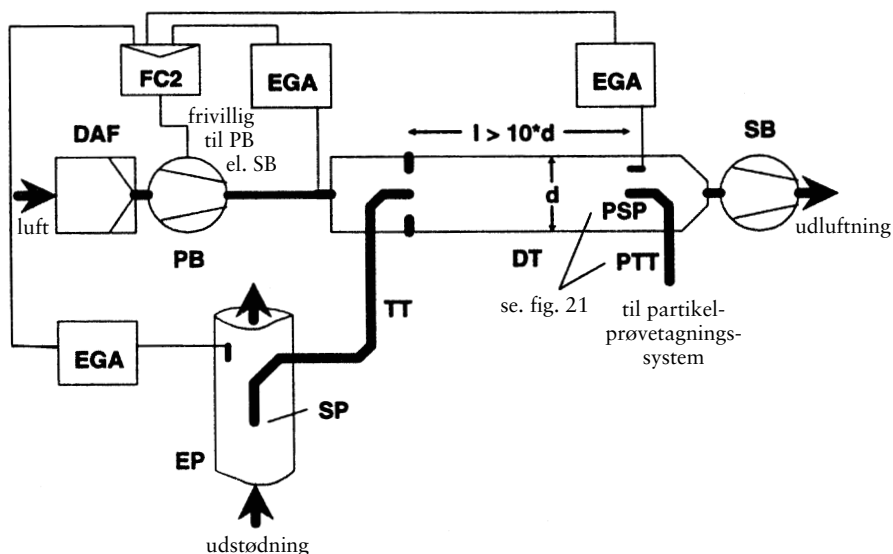 FC2
EGA
EGA
frivillig
til PB
el. SB
DAF
l > 10*d
SB
luft
d
PSP
udluftning
PB
DT
PTT
se. fig. 21
til partikel-
prøvetagnings-
system
TT
EGA
SP
EP
udstødning